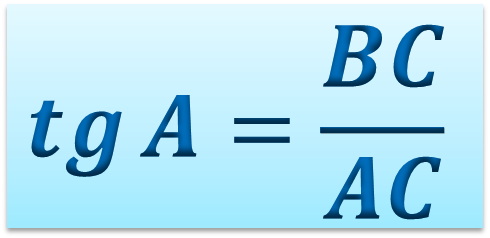 tg A = BC / AC